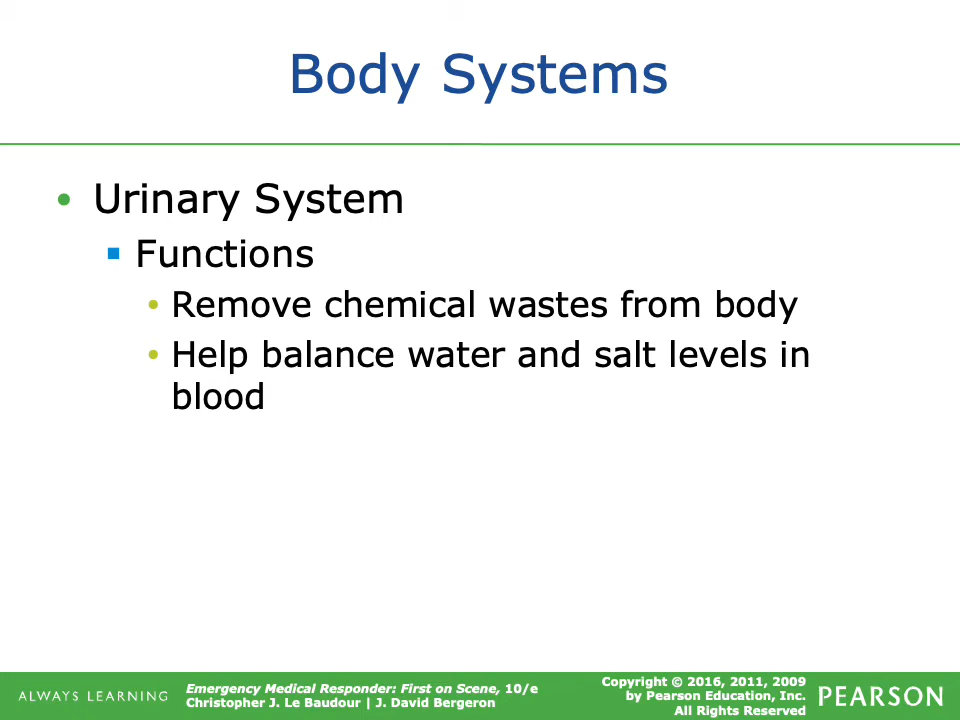 Body Systems
• Urinary System
▪ Functions
• Remove chemical wastes from body
• Help balance water and salt levels in
blood
ALWAYS LEARNING
Emergency Medical Responder: First on Scene, 10/e
Christopher J. Le Baudour | J. David Bergeron
Copyright © 2016, 2011, 2009
by Pearson Education, Inc.
All Rights Reserved
PEARSON